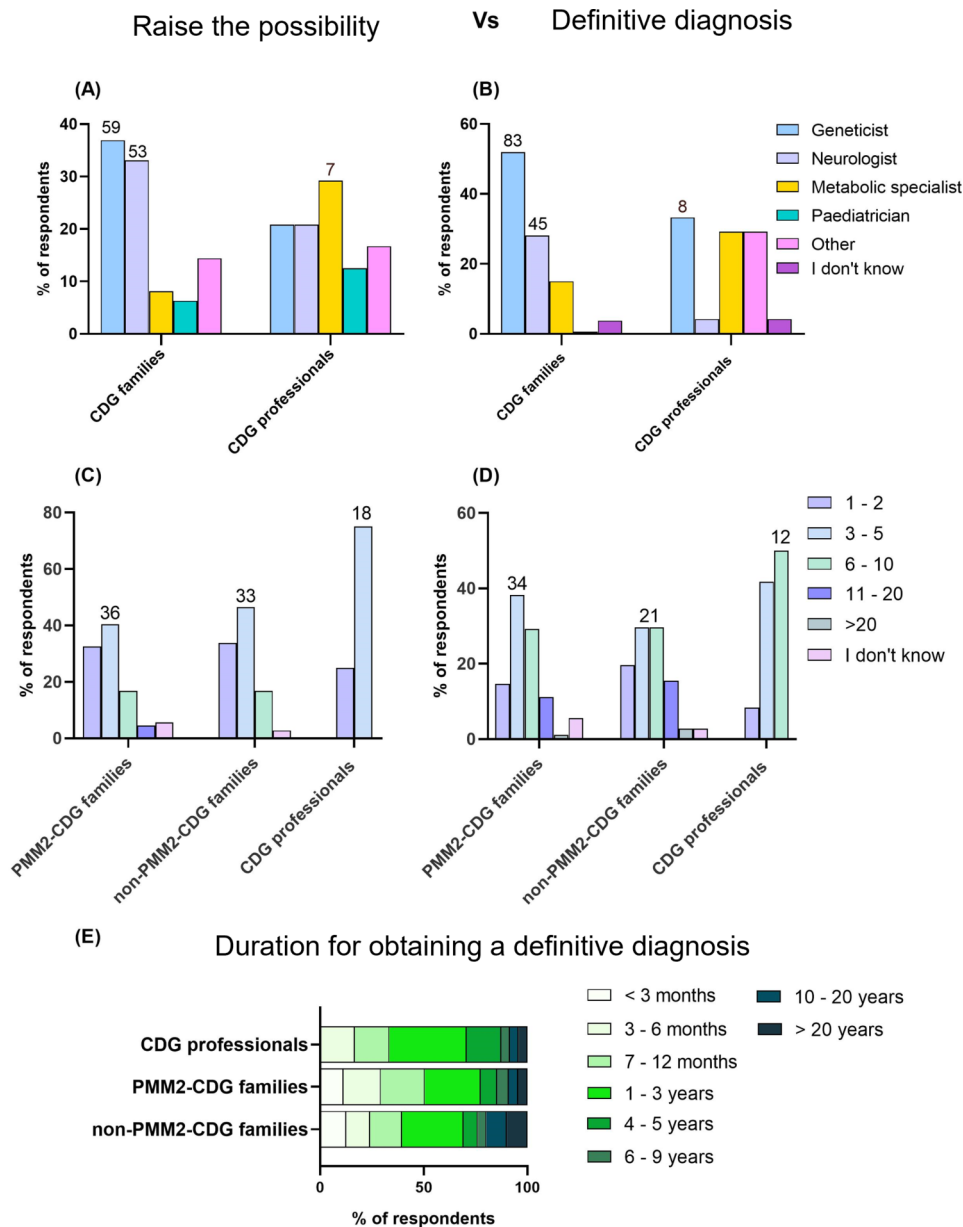 Raise the possibility Vs Definitive diagnosis
(A)
% of respondents
40
30
20
10
0
59
53
7
CDG families
CDG professionals
(B)
% of respondents
60
40
20
0
83
45
8
CDG families
CDG professionals
Geneticist
Neurologist
Metabolic specialist
Paediatrician
Other
I don't know
(C)
% of respondents
80
60
40
20
0
36
33
18
PMM2-CDG families
non-PMM2-CDG families
CDG professionals
(D)
% of respondents
60
40
20
0
34
21
12
PMM2-CDG families
non-PMM2-CDG families
CDG professionals
1 - 2
3 - 5
6 - 10
11 - 20
>20
I don't know
(E)
Duration for obtaining a definitive diagnosis
CDG professionals
PMM2-CDG families
non-PMM2-CDG families
0 50 100
% of respondents
< 3 months
3 - 6 months
7 - 12 months
1 - 3 years
4 - 5 years
6 - 9 years
10 - 20 years
> 20 years